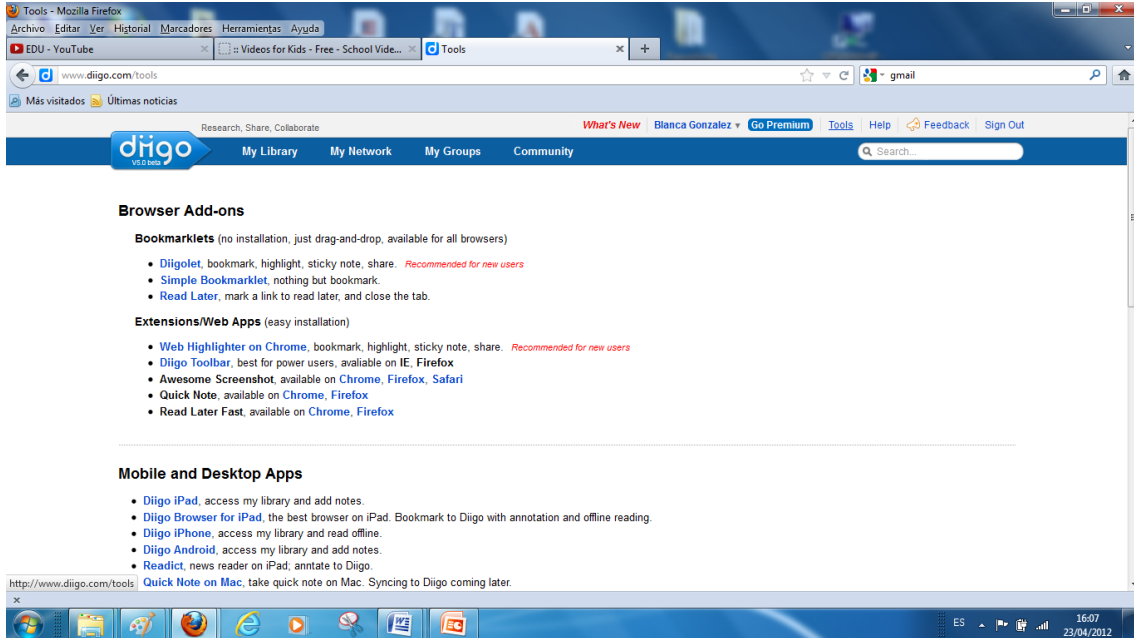 Tools - Mozilla Firefox
Archivo Editar Ver Historial Marcadores Herramientas Ayuda
EDU - YouTube
:: Videos for Kids - Free - School Vide...
Tools
www.diigo.com/tools
gmail
Más visitados Últimas noticias
Research, Share, Collaborate
What's New Blanca Gonzalez Go Premium Tools Help Feedback Sign Out
diigo
V5.0 beta
My Library My Network My Groups Community
Search...
Browser Add-ons
Bookmarklets (no installation, just drag-and-drop, available for all browsers)
• Diigolet, bookmark, highlight, sticky note, share. Recommended for new users
• Simple Bookmarklet, nothing but bookmark.
• Read Later, mark a link to read later, and close the tab.
Extensions/Web Apps (easy installation)
• Web Highlighter on Chrome, bookmark, highlight, sticky note, share. Recommended for new users
• Diigo Toolbar, best for power users, avaliable on IE, Firefox
• Awesome Screenshot, available on Chrome, Firefox, Safari
• Quick Note, available on Chrome, Firefox
• Read Later Fast, available on Chrome, Firefox
Mobile and Desktop Apps
• Diigo iPad, access my library and add notes.
• Diigo Browser for iPad, the best browser on iPad. Bookmark to Diigo with annotation and offline reading.
• Diigo iPhone, access my library and read offline.
• Diigo Android, access my library and add notes.
• Readict, news reader on iPad; anntate to Diigo.
Quick Note on Mac, take quick note on Mac. Syncing to Diigo coming later.
http://www.diigo.com/tools
ES
16:07
23/04/2012